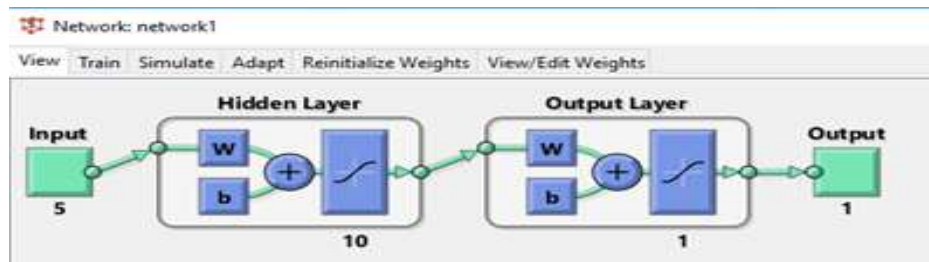 Network: network1
View Train Simulate Adapt Reinitialize Weights View/Edit Weights
Hidden Layer Output Layer
Input Output
W W
+ +
b b
5 1
10 1